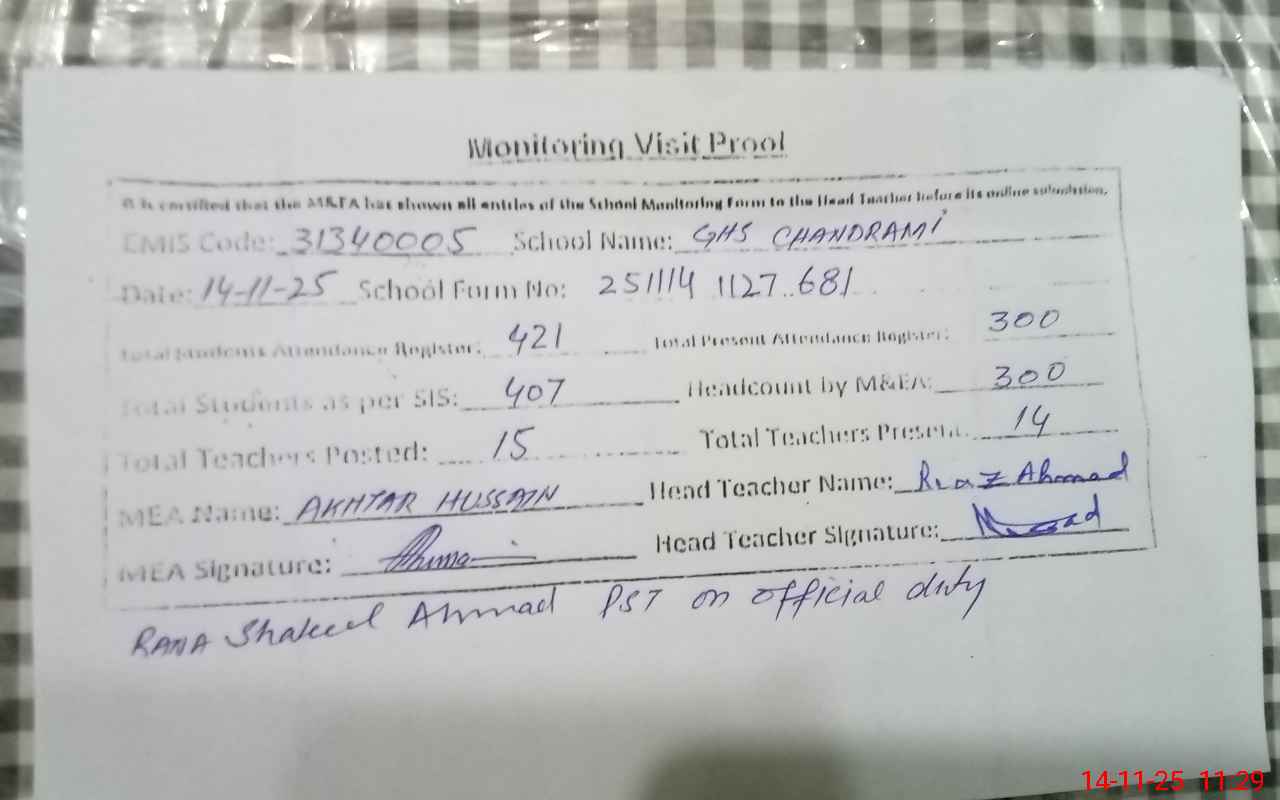 Monitoring Visit Proof
It is certified that the M&EA has shown all entries of the School Monitoring Form to the Head Teacher before its online submission.
EMIS Code: 31340005 School Name: GHS CHANDRAMI
Date: 14-11-25 School Form No: 251114 1127 681
Total Students Attendance Register: 421 Total Present Attendance Register: 300
Total Students as per SIS: 407 Headcount by M&EA: 300
Total Teachers Posted: 15 Total Teachers Present: 14
MEA Name: AKHTAR HUSSAIN Head Teacher Name: Riaz Ahmad
MEA Signature: Head Teacher Signature:
RANA Shakeel Ahmad PST on official duty
14-11-25 11:29